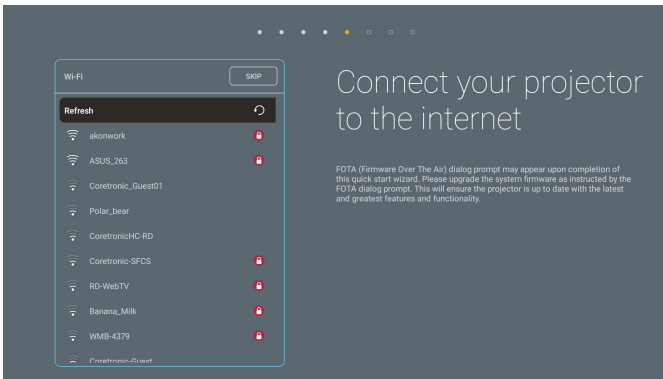 Wi-Fi
SKIP
Refresh
akonwork
ASUS_263
Coretronic_Guest01
Polar_bear
CoretronicHC-RD
Coretronic-SFCS
RD-WebTV
Banana_Milk
WMB-4379
Coretronic-Guest
Connect your projector
to the internet
FOTA (Firmware Over The Air) dialog prompt may appear upon completion of
this quick start wizard. Please upgrade the system firmware as instructed by the
FOTA dialog prompt. This will ensure the projector is up to date with the latest
and greatest features and functionality.